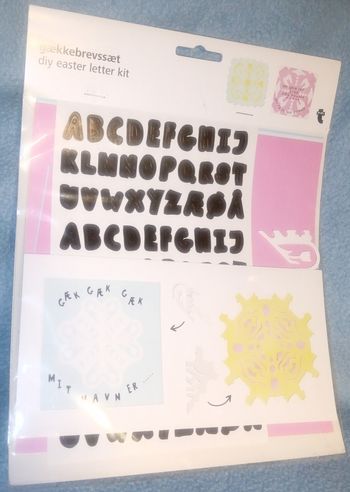 gækkebrevssæt
diy easter letter kit
ABCDEFGHIJ
KLMNOPQRST
UVWXYZÆØÅ
ABCDEFGHIJ
GÆK GÆK GÆK
MIT NAVN ER....